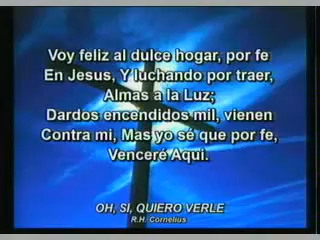 Voy feliz al dulce hogar, por fe
En Jesus, Y luchando por traer,
Almas a la Luz;
Dardos encendidos mil, vienen
Contra mi, Mas yo sé que por fe,
Venceré Aqui.
OH, SI, QUIERO VERLE
R.H. Cornelius